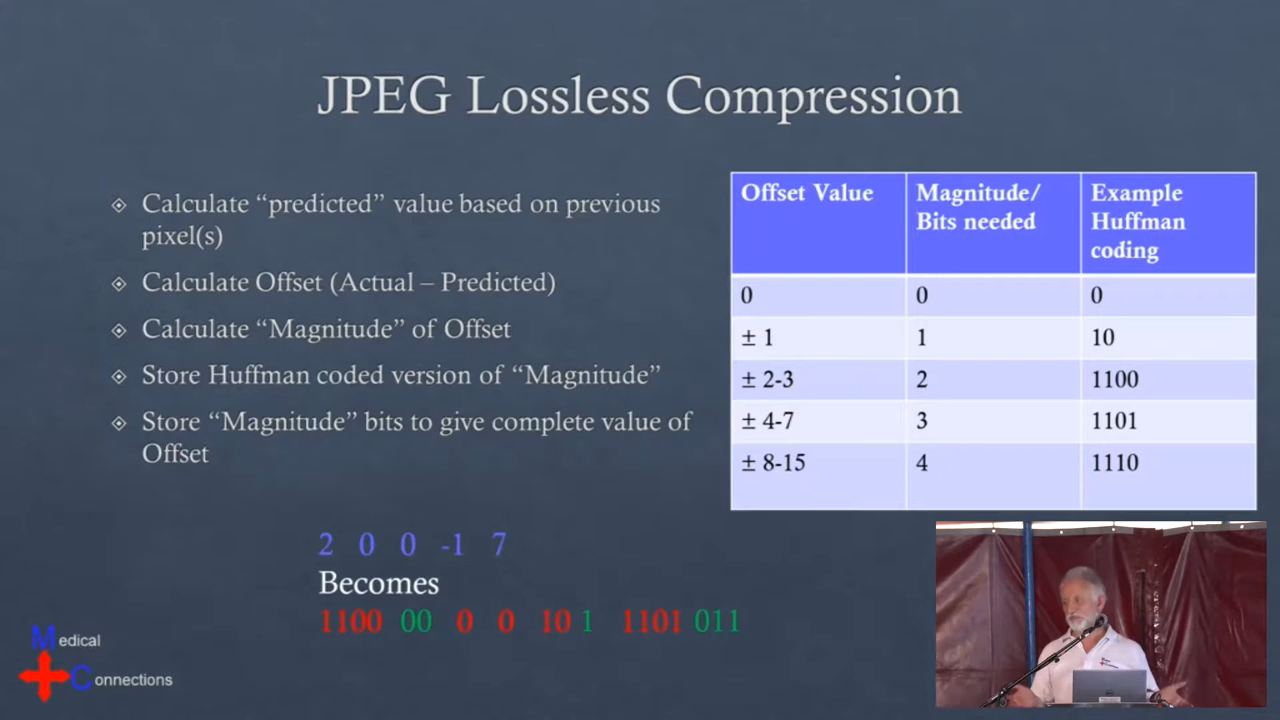 JPEG Lossless Compression
Calculate “predicted” value based on previous
pixel(s)
Calculate Offset (Actual – Predicted)
Calculate “Magnitude” of Offset
Store Huffman coded version of “Magnitude”
Store “Magnitude” bits to give complete value of
Offset
Offset Value Magnitude/ Bits needed Example Huffman coding
0 0 0
± 1 1 10
± 2-3 2 1100
± 4-7 3 1101
± 8-15 4 1110
2 0 0 -1 7
Becomes
1100 00 0 0 10 1 1101 011
Medical
Connections